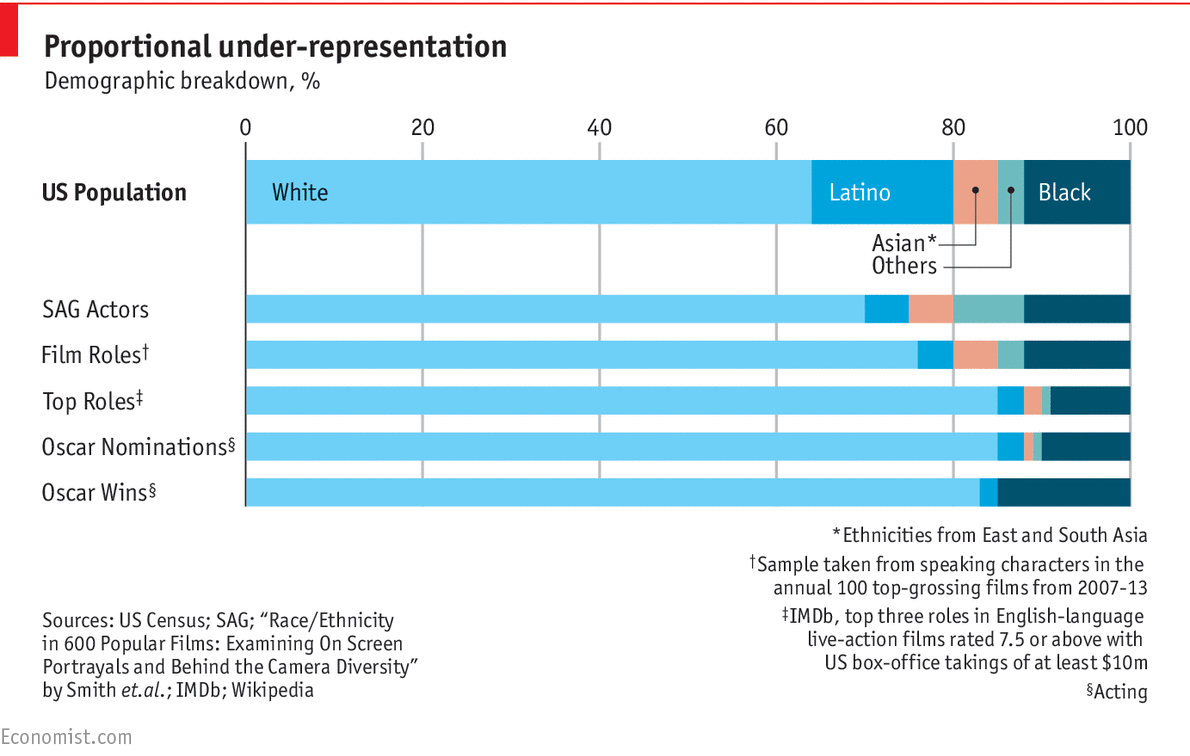 Proportional under-representation
Demographic breakdown, %
0 20 40 60 80 100
US Population White Latino Black
Asian*
Others
SAG Actors
Film Roles†
Top Roles‡
Oscar Nominations§
Oscar Wins§
*Ethnicities from East and South Asia
†Sample taken from speaking characters in the
annual 100 top-grossing films from 2007-13
‡IMDb, top three roles in English-language
live-action films rated 7.5 or above with
US box-office takings of at least $10m
§Acting
Sources: US Census; SAG; “Race/Ethnicity
in 600 Popular Films: Examining On Screen
Portrayals and Behind the Camera Diversity”
by Smith et.al.; IMDb; Wikipedia
Economist.com